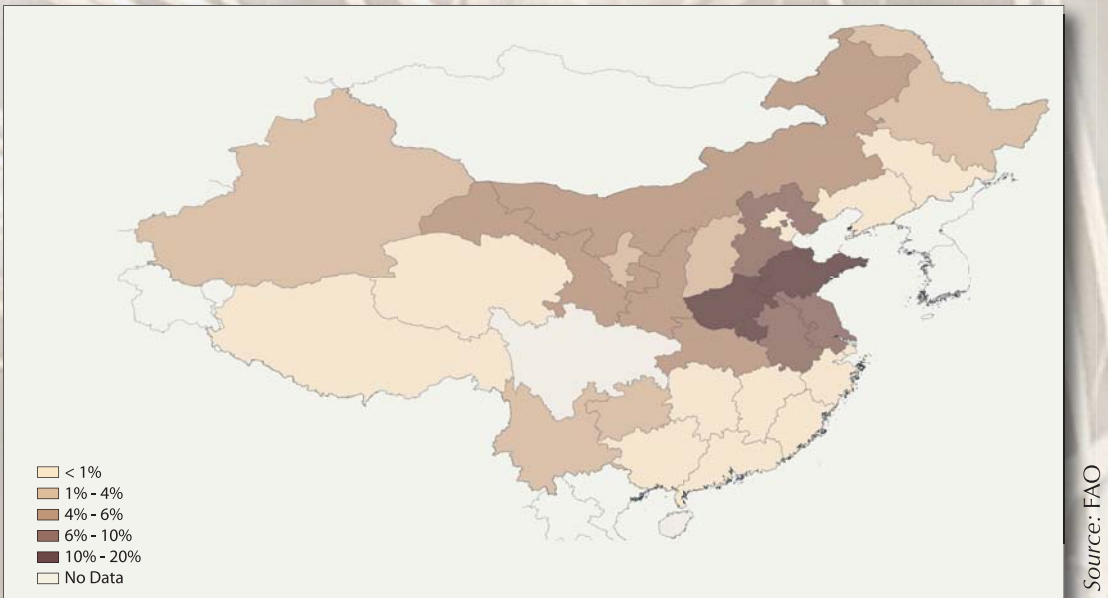 < 1%
1% - 4%
4% - 6%
6% - 10%
10% - 20%
No Data
Source: FAO